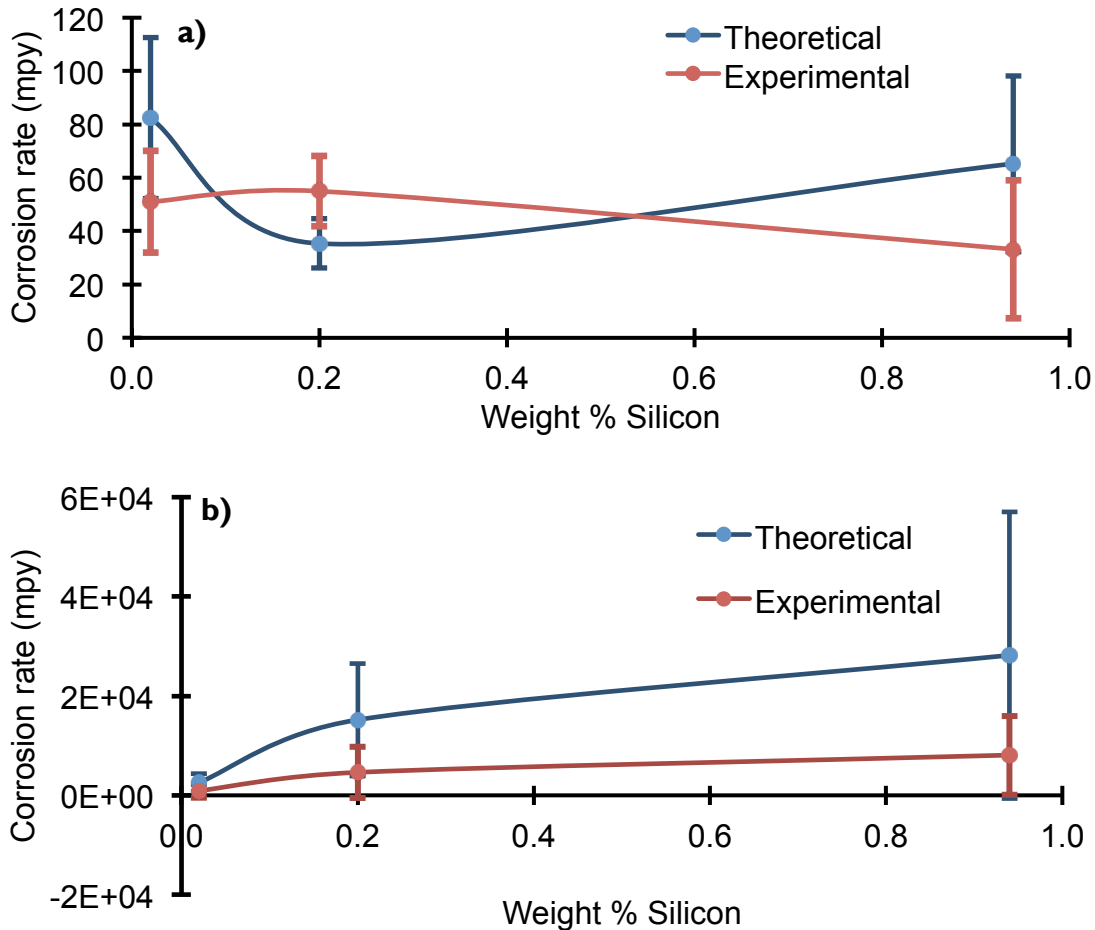 a)
Theoretical
Experimental
Corrosion rate (mpy)
120
100
80
60
40
20
0
0.0 0.2 0.4 0.6 0.8 1.0
Weight % Silicon
b)
Theoretical
Experimental
Corrosion rate (mpy)
6E+04
4E+04
2E+04
0E+00
-2E+04
0.0 0.2 0.4 0.6 0.8 1.0
Weight % Silicon